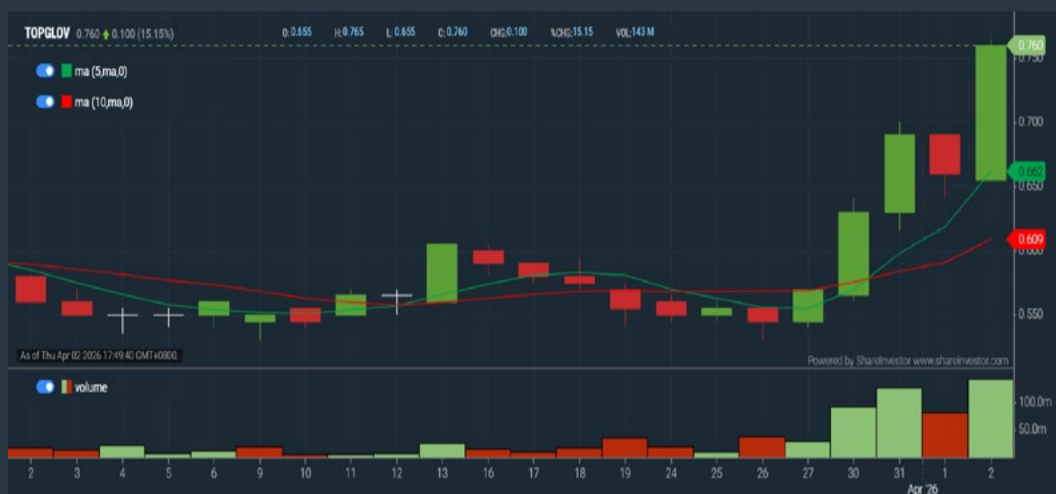 TOPGLOV 0.760 0.100 (15.15%) O:0.655 H:0.765 L:0.655 C:0.760 CHG:0.100 %CHG:15.15 VOL:143 M
ma (5,ma,0)
ma (10,ma,0)
0.760
0.750
0.700
0.662
0.650
0.609
0.600
0.550
As of Thu Apr 02 2026 17:49:40 GMT+0800.
Powered by ShareInvestor www.shareinvestor.com
volume
100.0m
50.0m
2 3 4 5 6 9 10 11 12 13 16 17 18 19 24 25 26 27 30 31 1 2
Apr '26